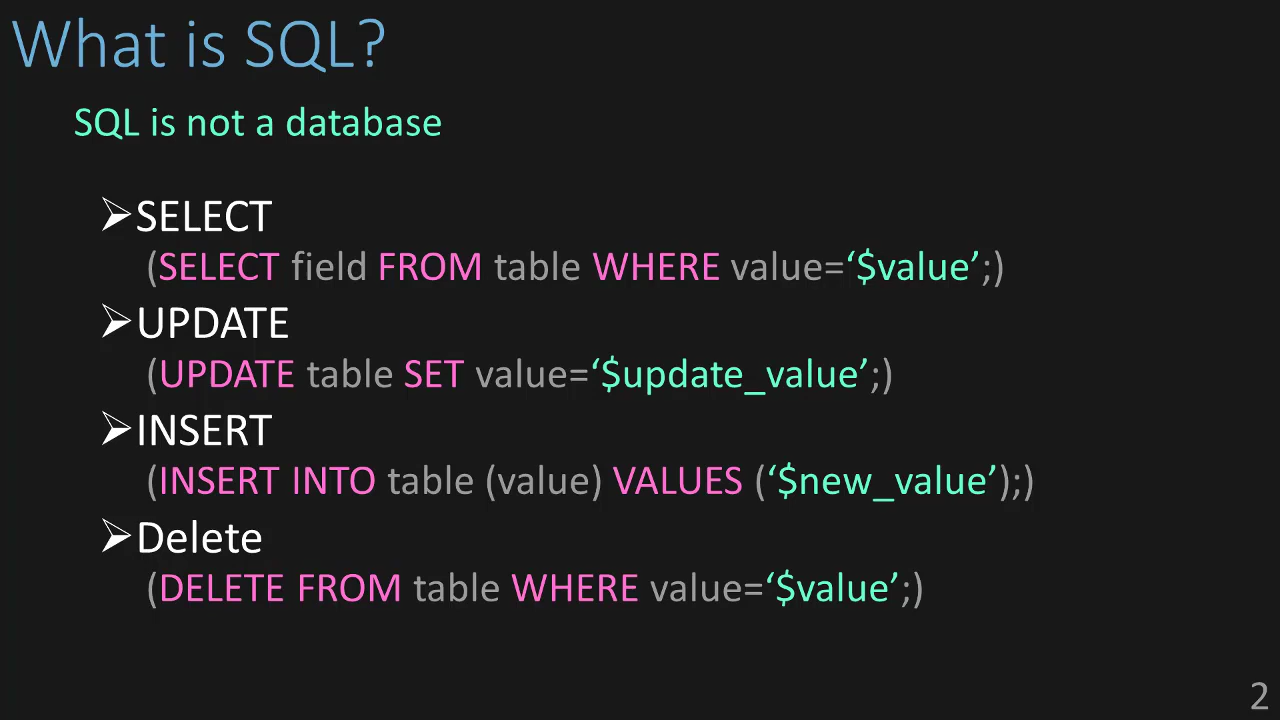 What is SQL?
SQL is not a database
➢SELECT
(SELECT field FROM table WHERE value=‘$value’;)
➢UPDATE
(UPDATE table SET value=‘$update_value’;)
➢INSERT
(INSERT INTO table (value) VALUES (‘$new_value’);)
➢Delete
(DELETE FROM table WHERE value=‘$value’;)
2